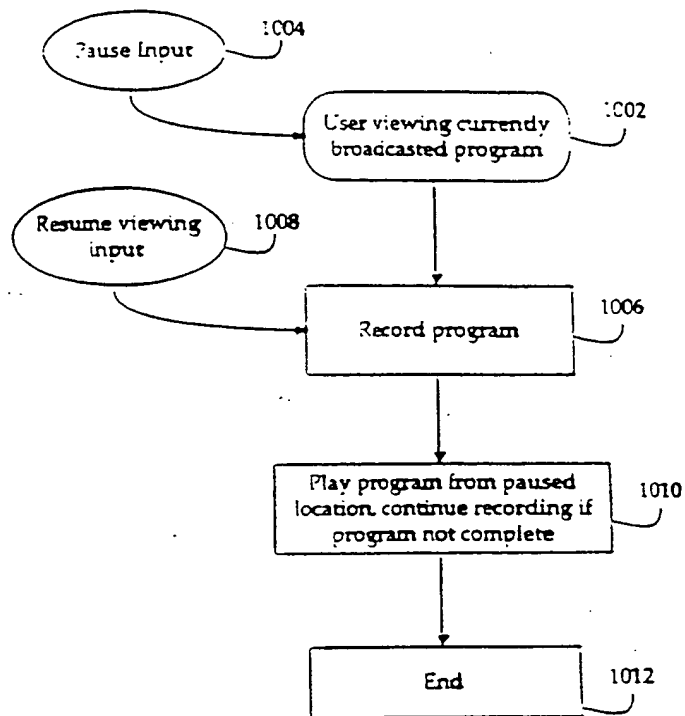 1004
Pause Input
1002
User viewing currently
broadcasted program
1008
Resume viewing
input
1006
Record program
Play program from paused
location, continue recording if
program not complete
1010
End
1012